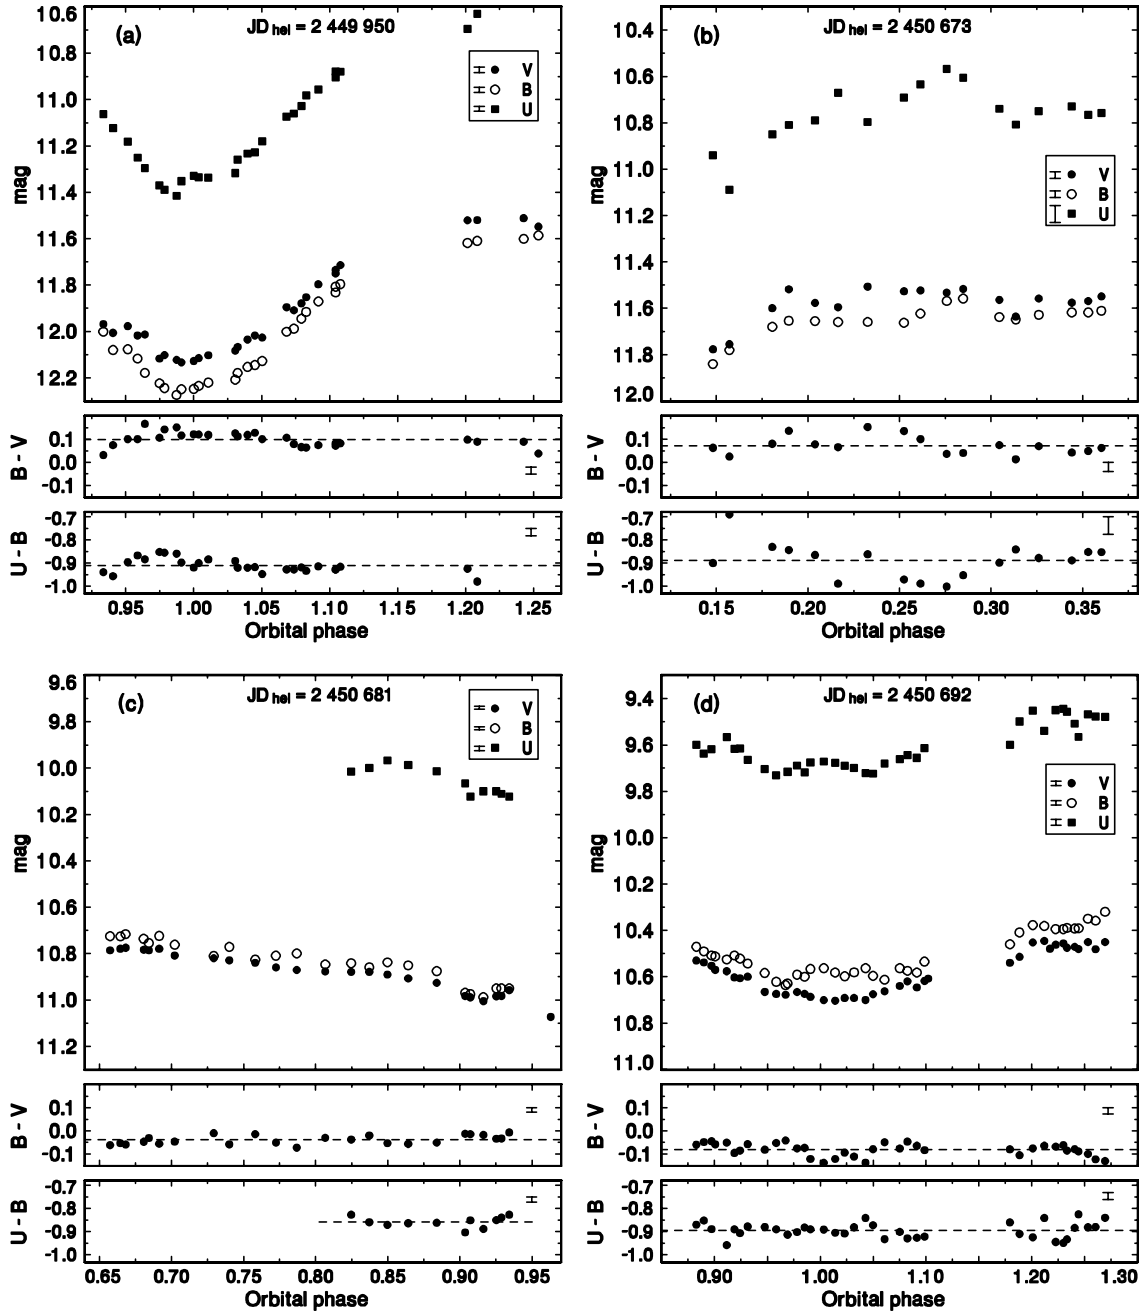 (a)
JDhel = 2 449 950
V
B
U
mag
10.6
10.8
11.0
11.2
11.4
11.6
11.8
12.0
12.2
B - V
0.1
0.0
-0.1
U - B
-0.7
-0.8
-0.9
-1.0
0.95 1.00 1.05 1.10 1.15 1.20 1.25
Orbital phase
(b)
JDhel = 2 450 673
V
B
U
mag
10.4
10.6
10.8
11.0
11.2
11.4
11.6
11.8
12.0
B - V
0.1
0.0
-0.1
U - B
-0.7
-0.8
-0.9
-1.0
0.15 0.20 0.25 0.30 0.35
Orbital phase
(c)
JDhel = 2 450 681
V
B
U
mag
9.6
9.8
10.0
10.2
10.4
10.6
10.8
11.0
11.2
B - V
0.1
0.0
-0.1
U - B
-0.7
-0.8
-0.9
-1.0
0.65 0.70 0.75 0.80 0.85 0.90 0.95
Orbital phase
(d)
JDhel = 2 450 692
V
B
U
mag
9.4
9.6
9.8
10.0
10.2
10.4
10.6
10.8
11.0
B - V
0.1
0.0
-0.1
U - B
-0.7
-0.8
-0.9
-1.0
0.90 1.00 1.10 1.20 1.30
Orbital phase